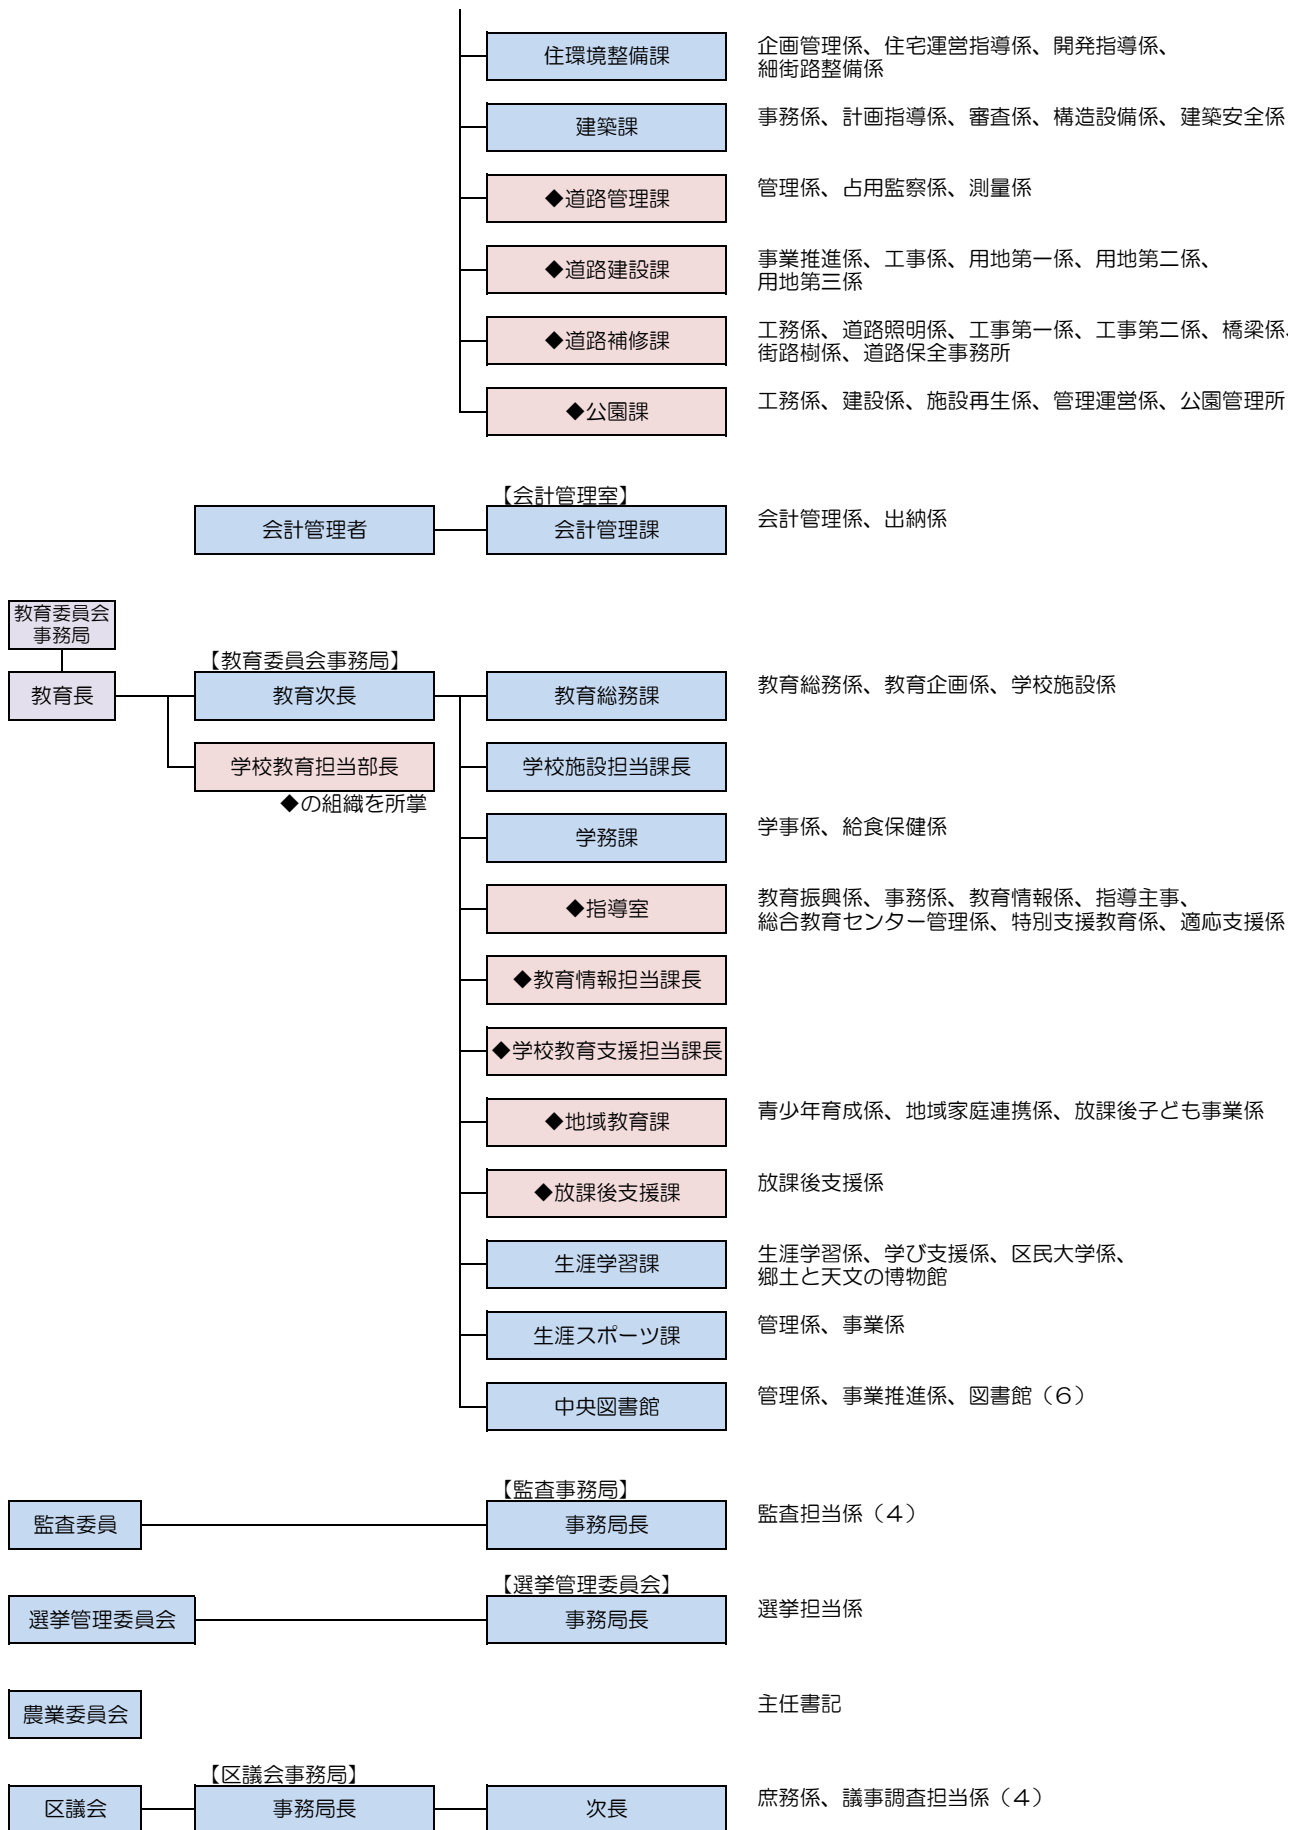 住環境整備課
企画管理係、住宅運営指導係、開発指導係、
細街路整備係
建築課
事務係、計画指導係、審査係、構造設備係、建築安全係
◆道路管理課
管理係、占用監察係、測量係
◆道路建設課
事業推進係、工事係、用地第一係、用地第二係、
用地第三係
◆道路補修課
工務係、道路照明係、工事第一係、工事第二係、橋梁係、
街路樹係、道路保全事務所
◆公園課
工務係、建設係、施設再生係、管理運営係、公園管理所
【会計管理室】
会計管理者
会計管理課
会計管理係、出納係
教育委員会
事務局
【教育委員会事務局】
教育長
教育次長
教育総務課
教育総務係、教育企画係、学校施設係
学校教育担当部長
学校施設担当課長
◆の組織を所掌
学務課
学事係、給食保健係
◆指導室
教育振興係、事務係、教育情報係、指導主事、
総合教育センター管理係、特別支援教育係、適応支援係
◆教育情報担当課長
◆学校教育支援担当課長
◆地域教育課
青少年育成係、地域家庭連携係、放課後子ども事業係
◆放課後支援課
放課後支援係
生涯学習課
生涯学習係、学び支援係、区民大学係、
郷土と天文の博物館
生涯スポーツ課
管理係、事業係
中央図書館
管理係、事業推進係、図書館（６）
【監査事務局】
監査委員
事務局長
監査担当係（４）
【選挙管理委員会】
選挙管理委員会
事務局長
選挙担当係
農業委員会
主任書記
【区議会事務局】
区議会
事務局長
次長
庶務係、議事調査担当係（４）